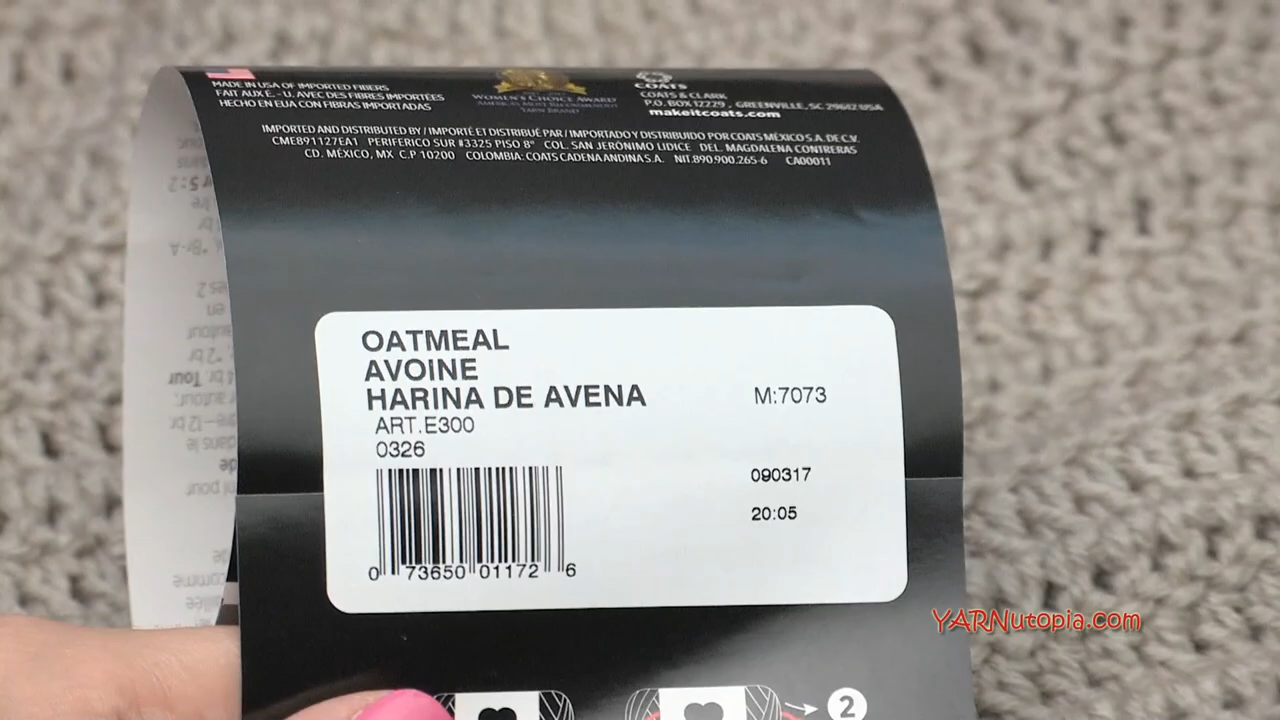 MADE IN USA OF IMPORTED FIBERS
FAIT AUX É. - U. AVEC DES FIBRES IMPORTÉES
HECHO EN EUA CON FIBRAS IMPORTADAS
WOMEN'S CHOICE AWARD
AMERICA'S MOST RECOMMENDED
YARN BRAND
COATS
COATS & CLARK
P.O. BOX 12229 , GREENVILLE, SC 29612 USA
makeitcoats.com
IMPORTED AND DISTRIBUTED BY / IMPORTÉ ET DISTRIBUÉ PAR / IMPORTADO Y DISTRIBUIDO POR COATS MÉXICO S.A. DE C.V.
CME891127EA1 PERIFERICO SUR #3325 PISO 8° COL. SAN JERÓNIMO LIDICE DEL. MAGDALENA CONTRERAS
CD. MÉXICO, MX C.P 10200 COLOMBIA: COATS CADENA ANDINA S.A. NIT.890.900.265-6 CA00011
OATMEAL
AVOINE
HARINA DE AVENA
M:7073
ART.E300
0326
090317
20:05
0 73650 01172 6
YARNutopia.com
2